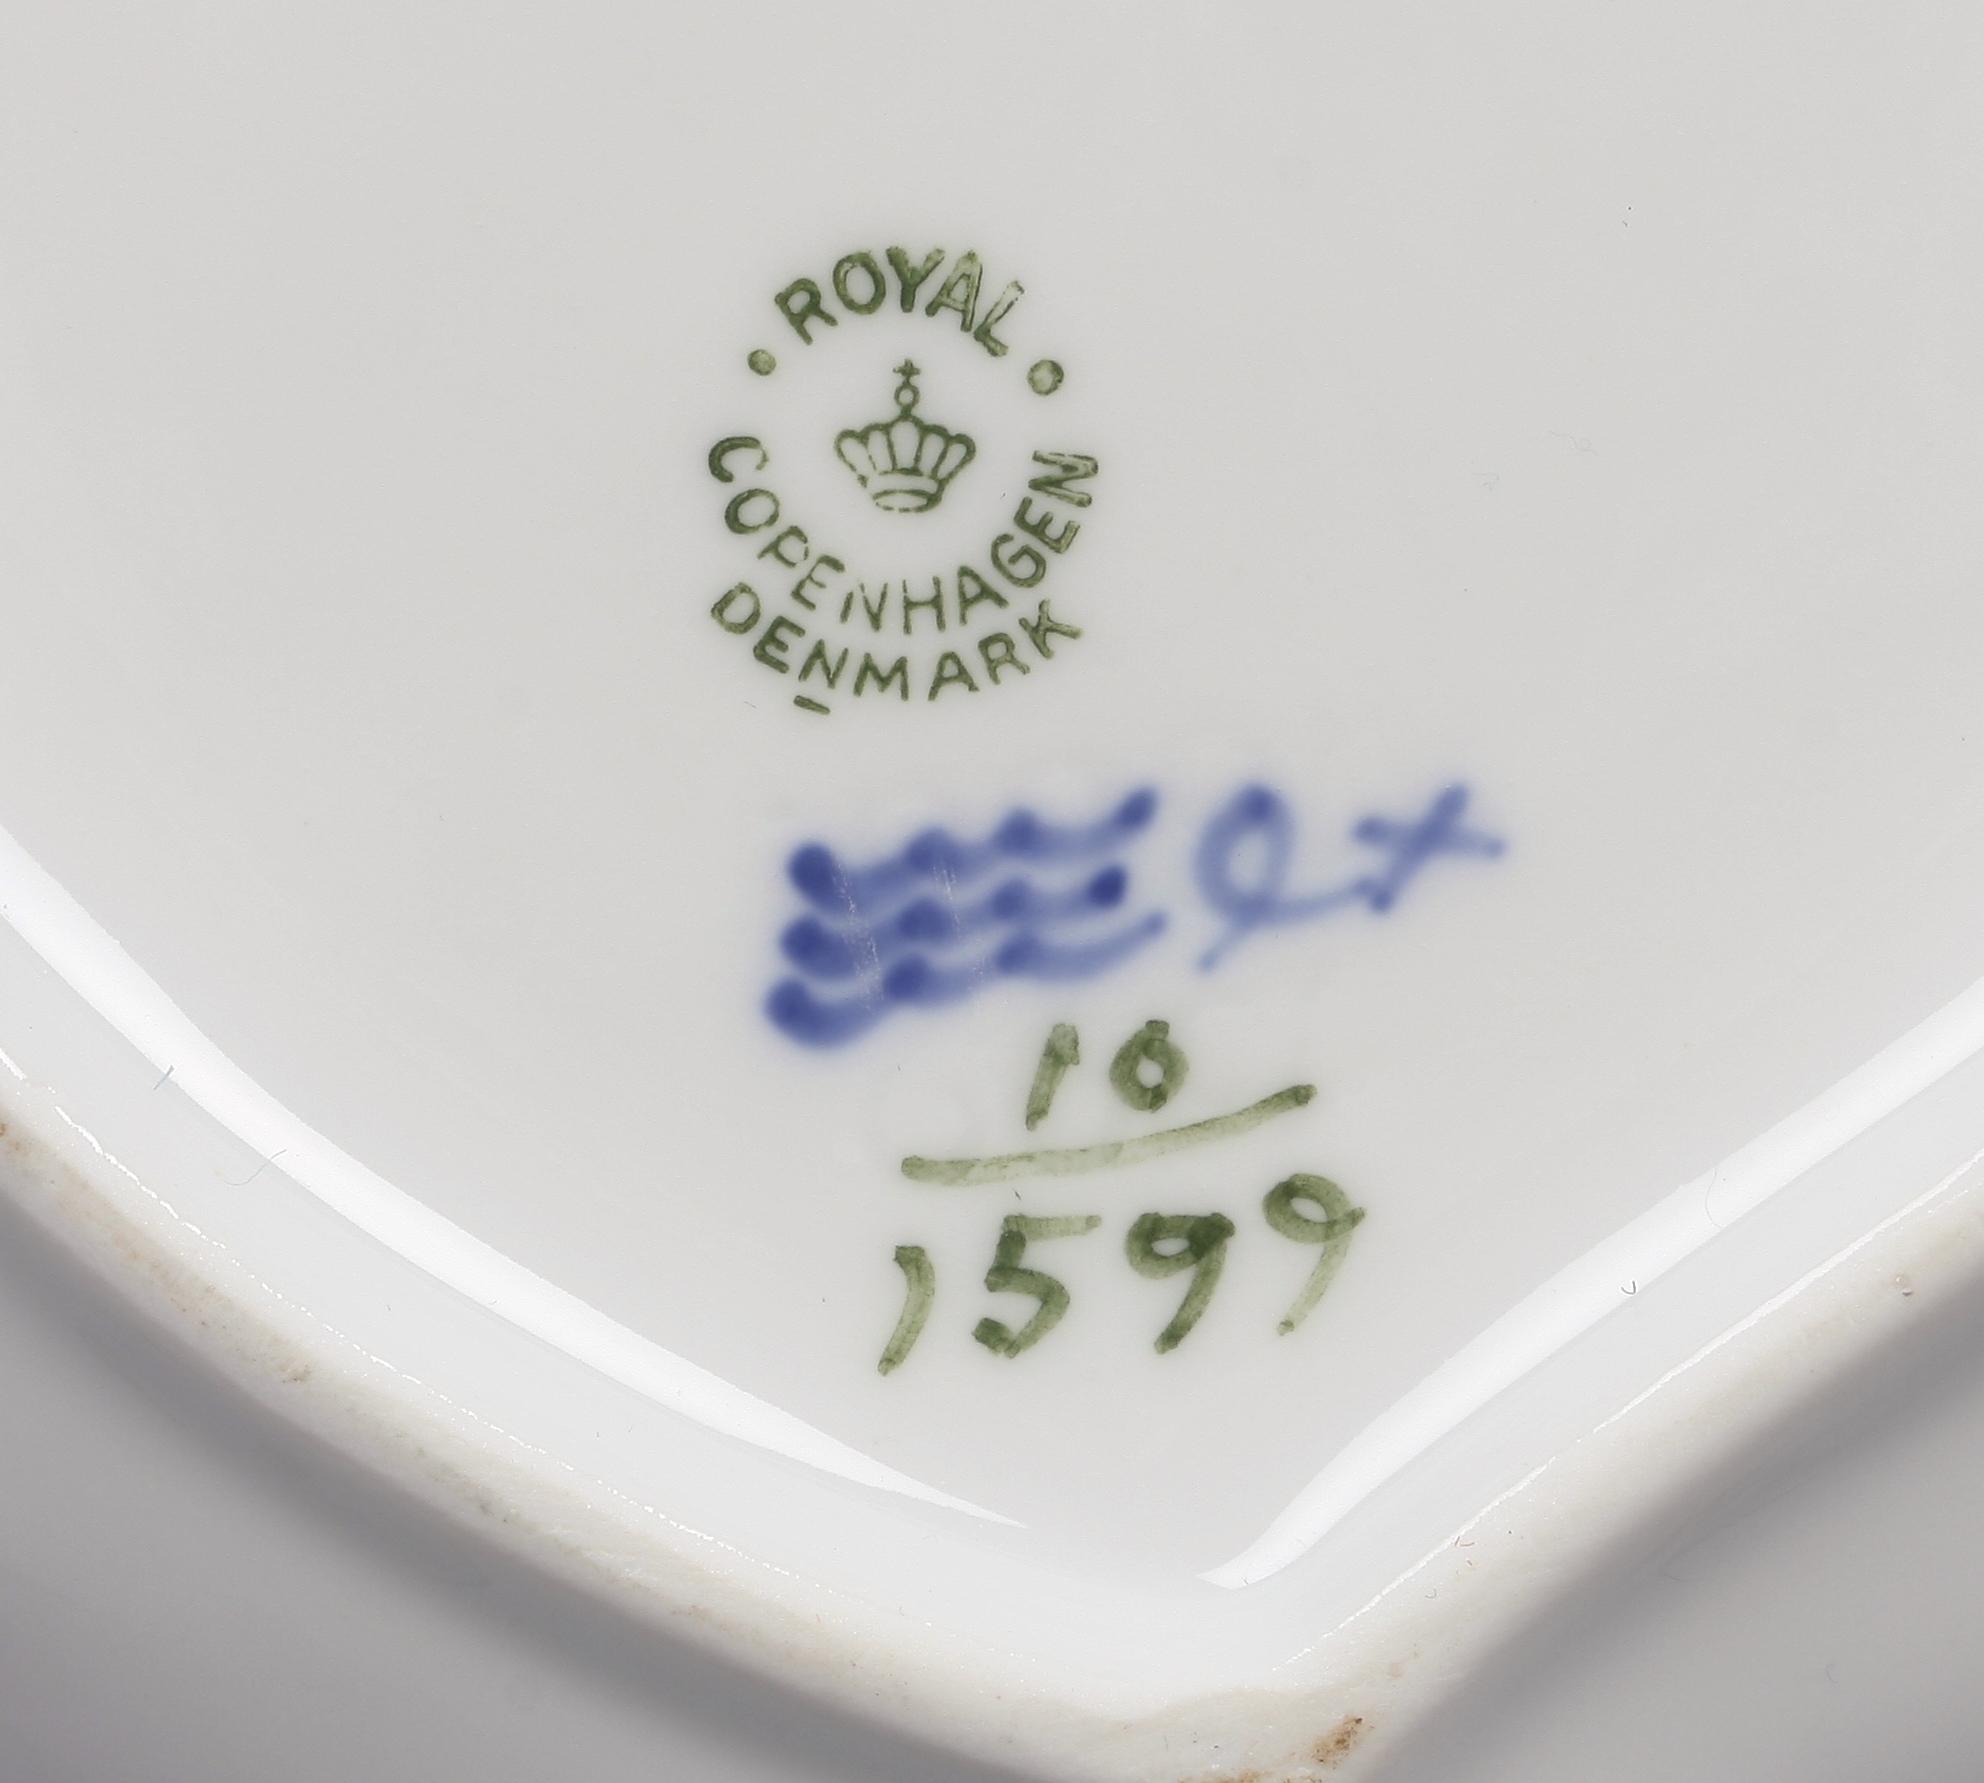 ROYAL
COPENHAGEN
DENMARK
10
1599